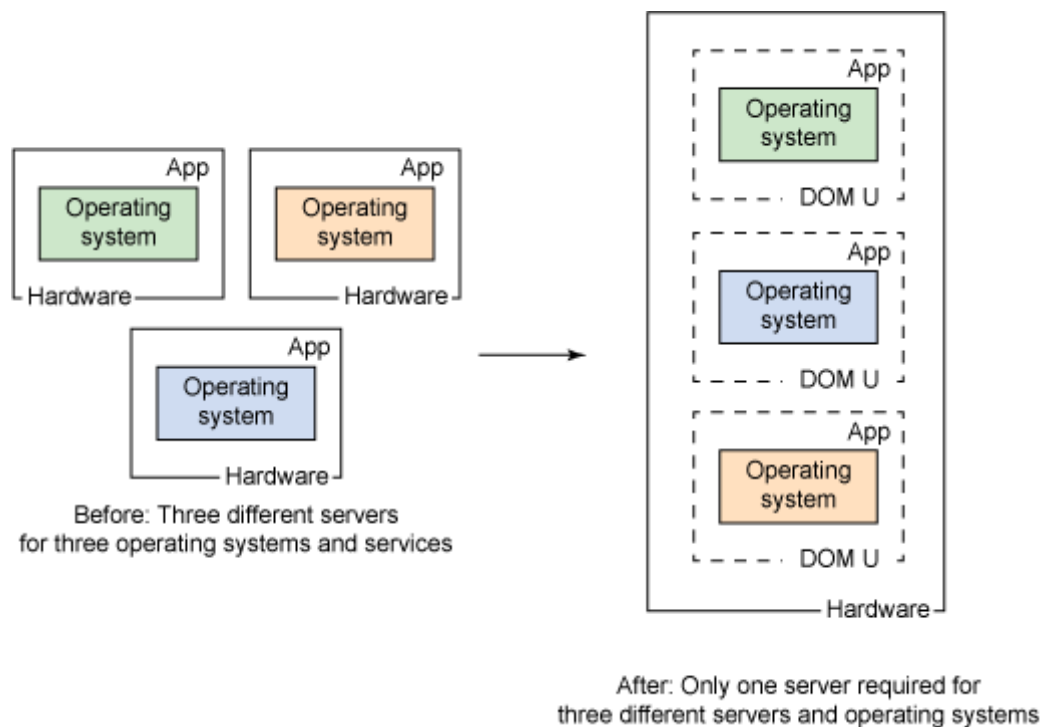 App
Operating
system
Hardware
App
Operating
system
Hardware
App
Operating
system
Hardware
Before: Three different servers
for three operating systems and services
App
Operating
system
DOM U
App
Operating
system
DOM U
App
Operating
system
DOM U
Hardware
After: Only one server required for
three different servers and operating systems